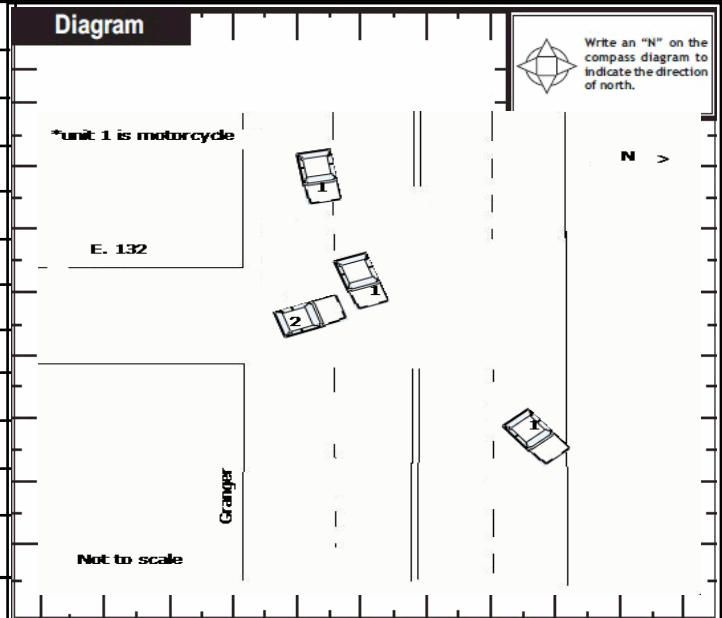 Diagram
Write an “N” on the
compass diagram to
indicate the direction
of north.
*unit 1 is motorcycle
N >
1
E. 132
1
2
1
Granger
Not to scale